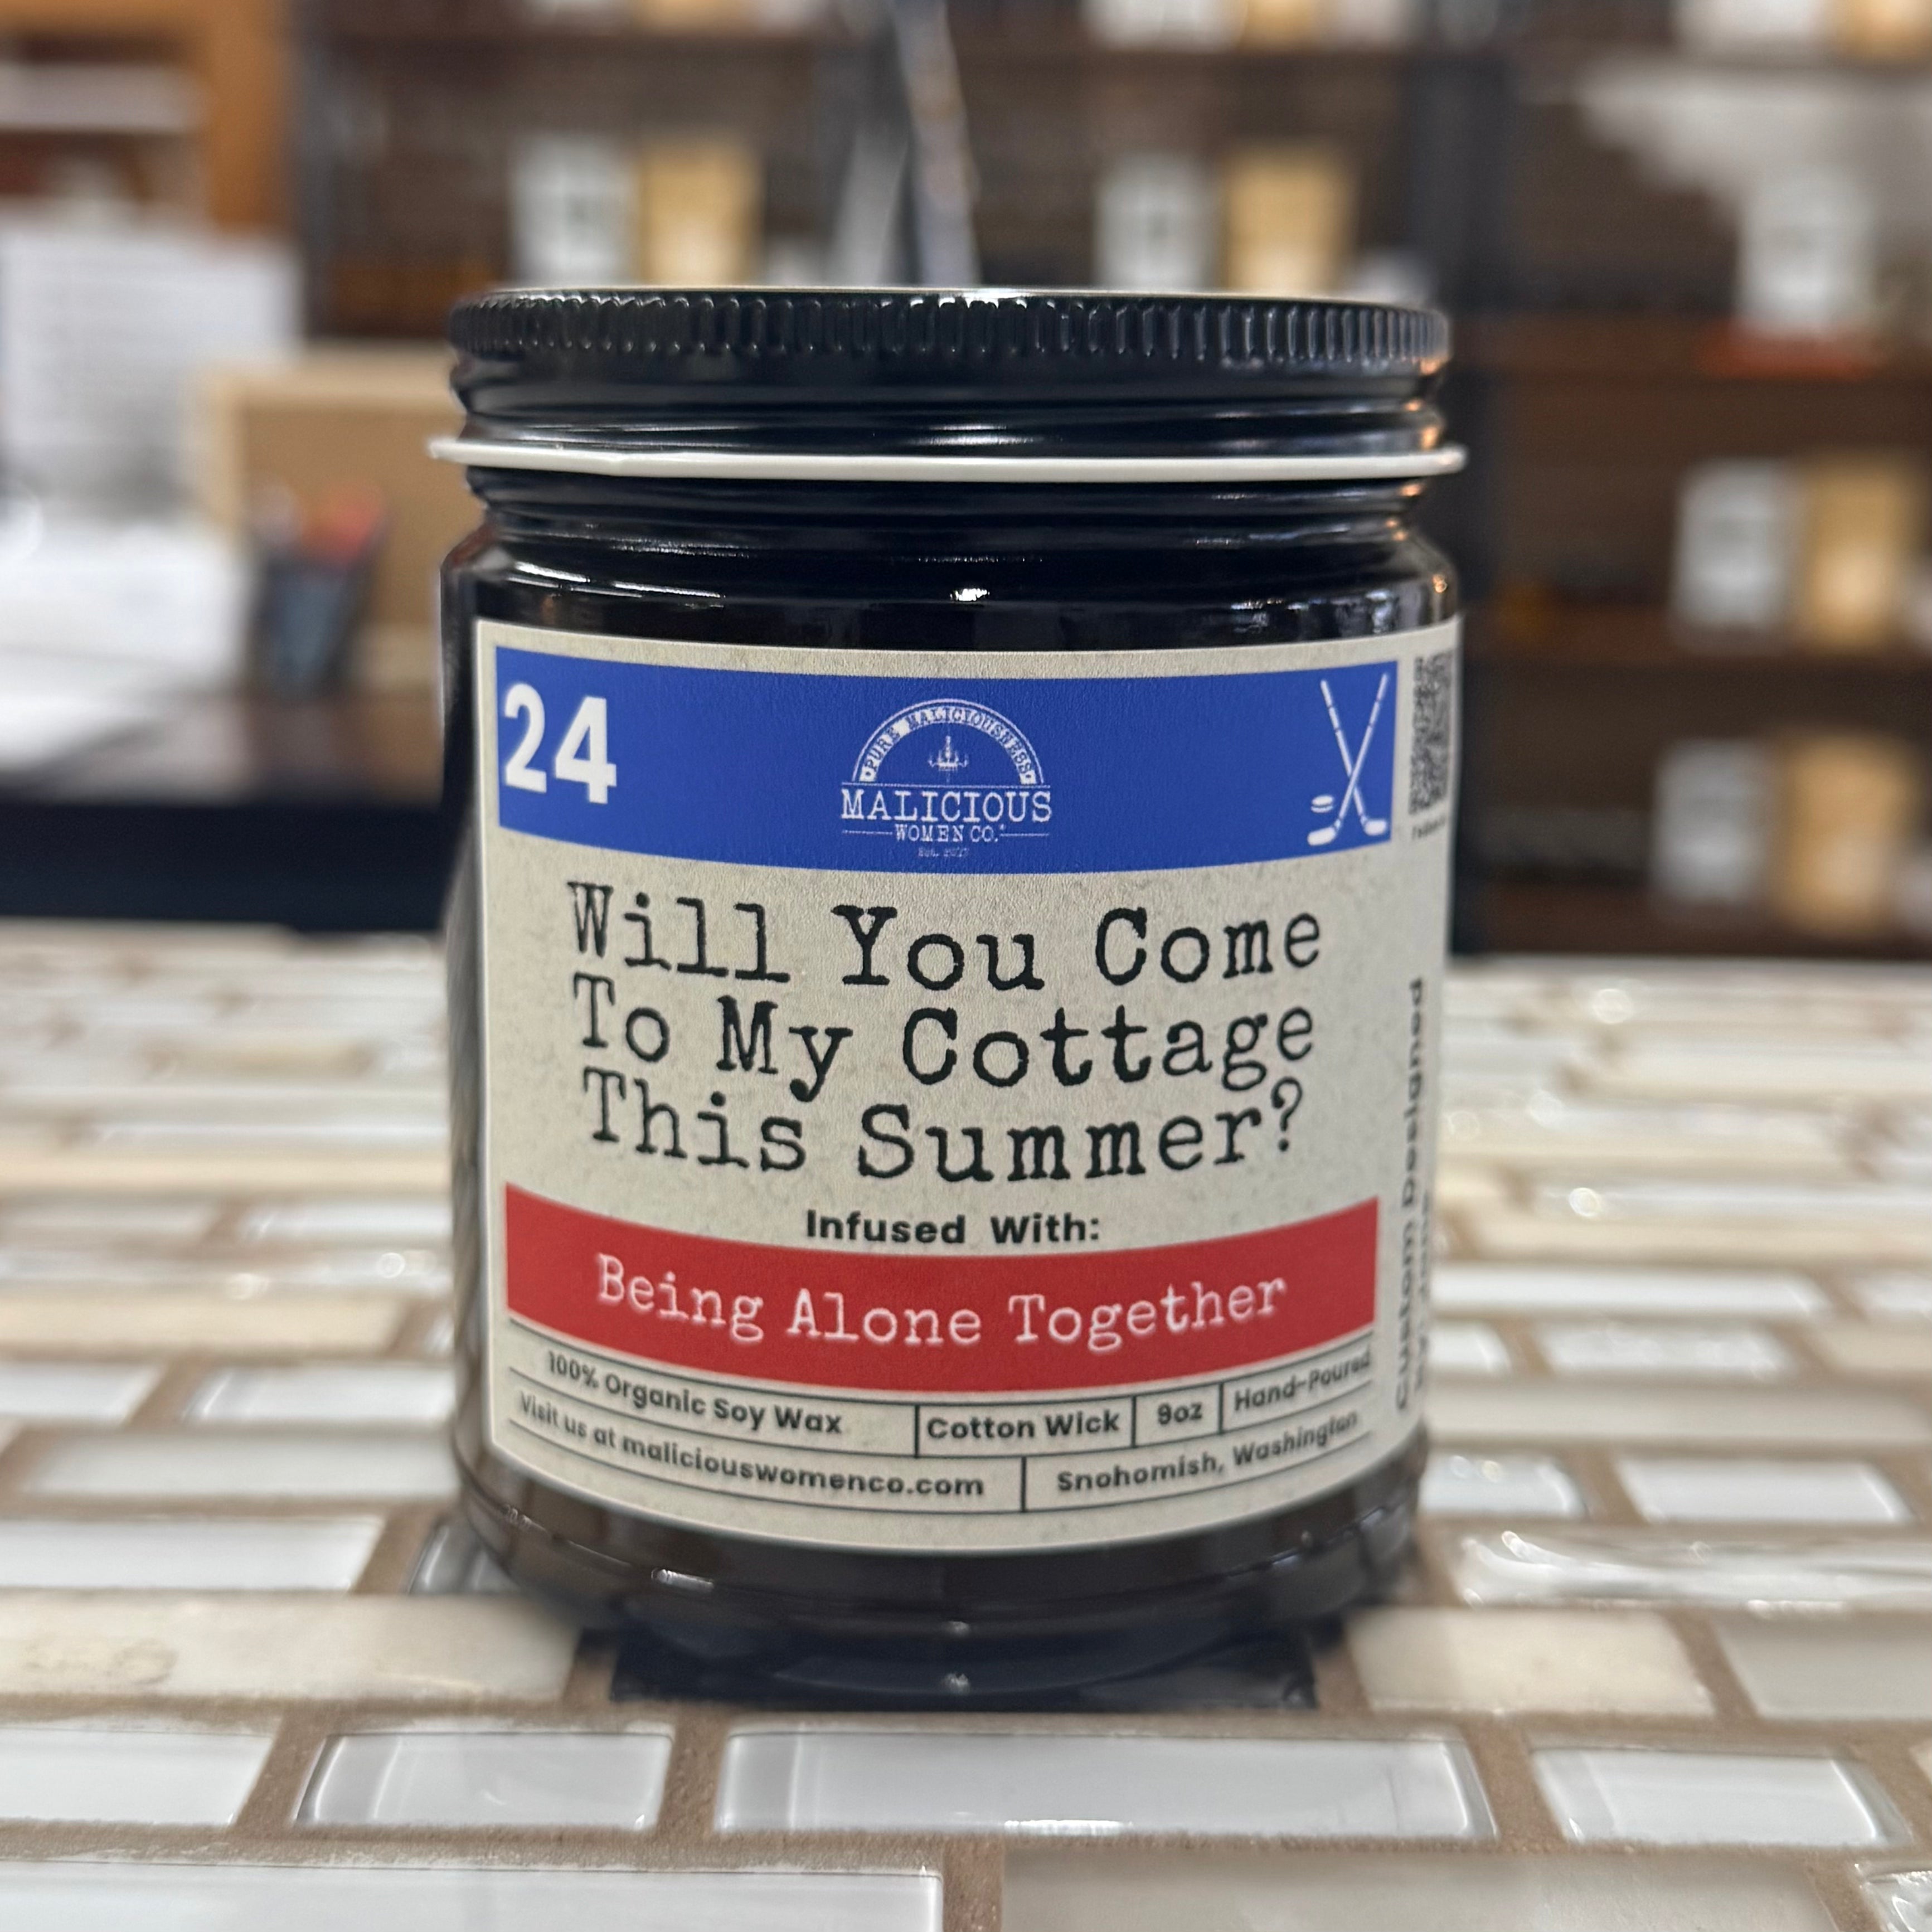 24
PURE MALICIOUSNESS
MALICIOUS
WOMEN CO.
Will You Come
To My Cottage
This Summer?
Infused With:
Being Alone Together
100% Organic Soy Wax
Cotton Wick
9oz
Hand-Poured
Visit us at maliciouswomenco.com
Snohomish, Washington
Custom Designed